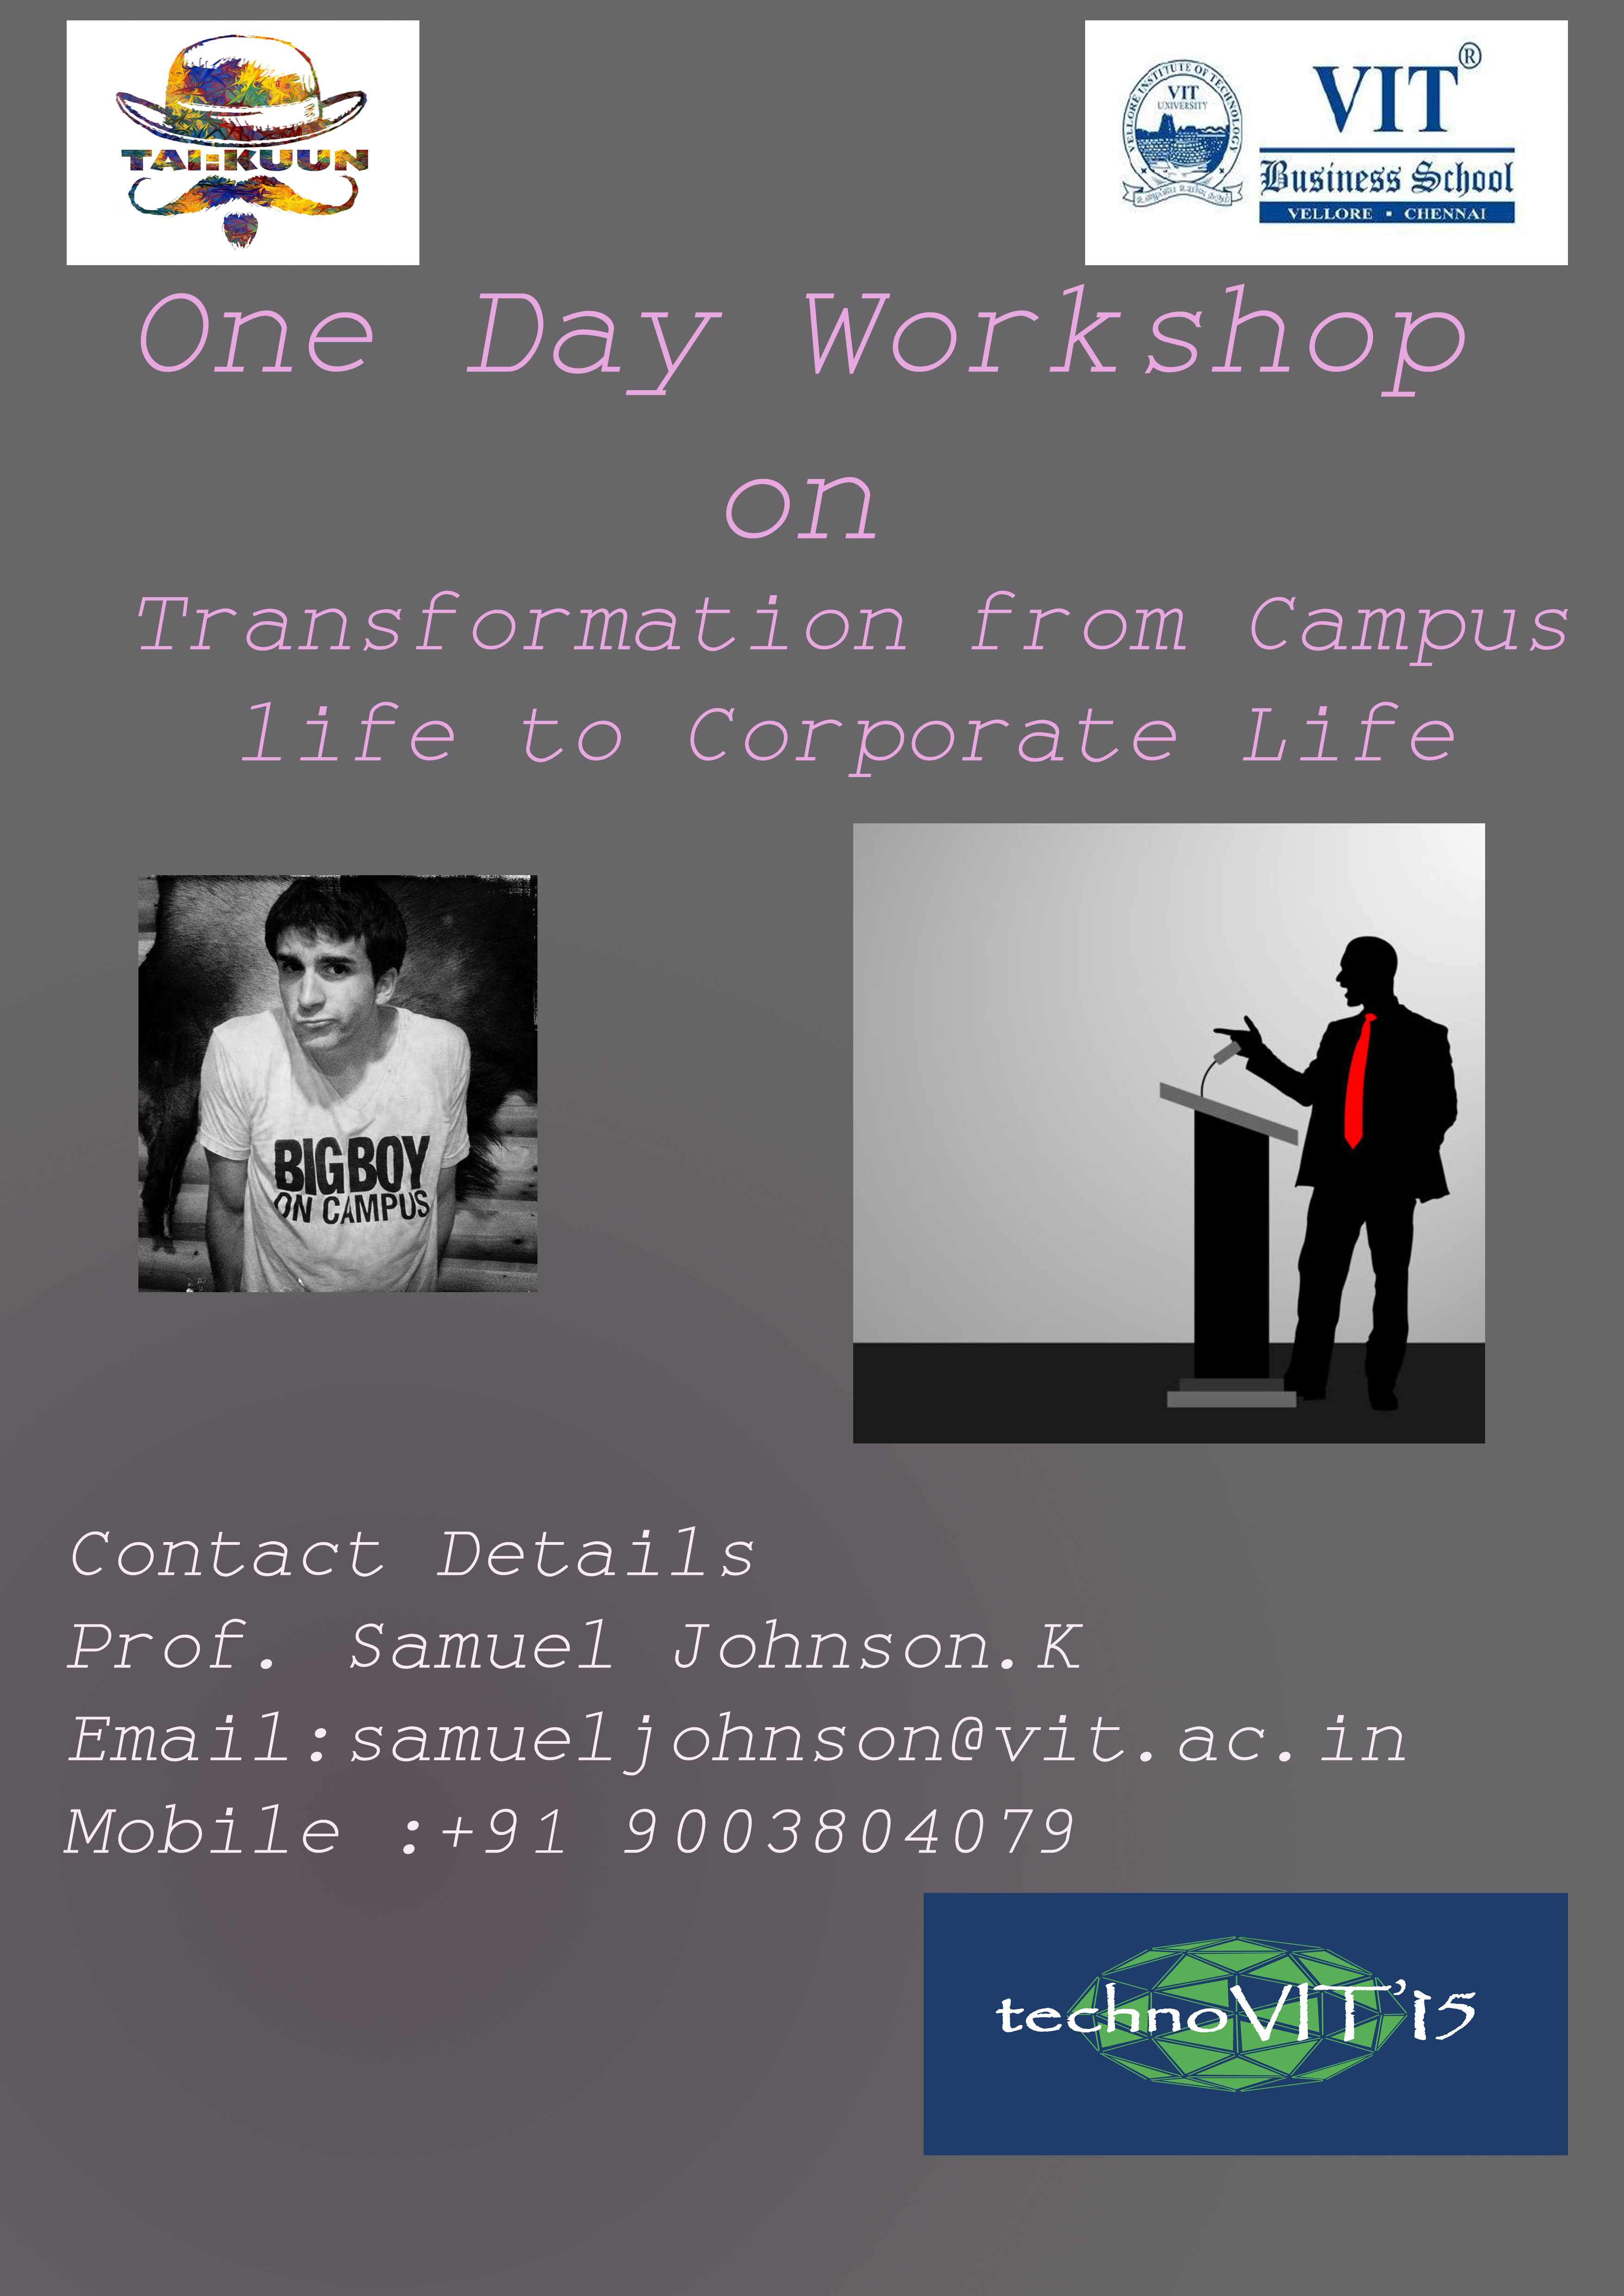 TAI:KUUN
VELLORE INSTITUTE OF TECHNOLOGY
VIT
UNIVERSITY
VIT®
Business School
VELLORE ▪ CHENNAI
One Day Workshop
on
Transformation from Campus
life to Corporate Life
BIG BOY
ON CAMPUS
Contact Details
Prof. Samuel Johnson.K
Email:samueljohnson@vit.ac.in
Mobile :+91 9003804079
technoVIT'15